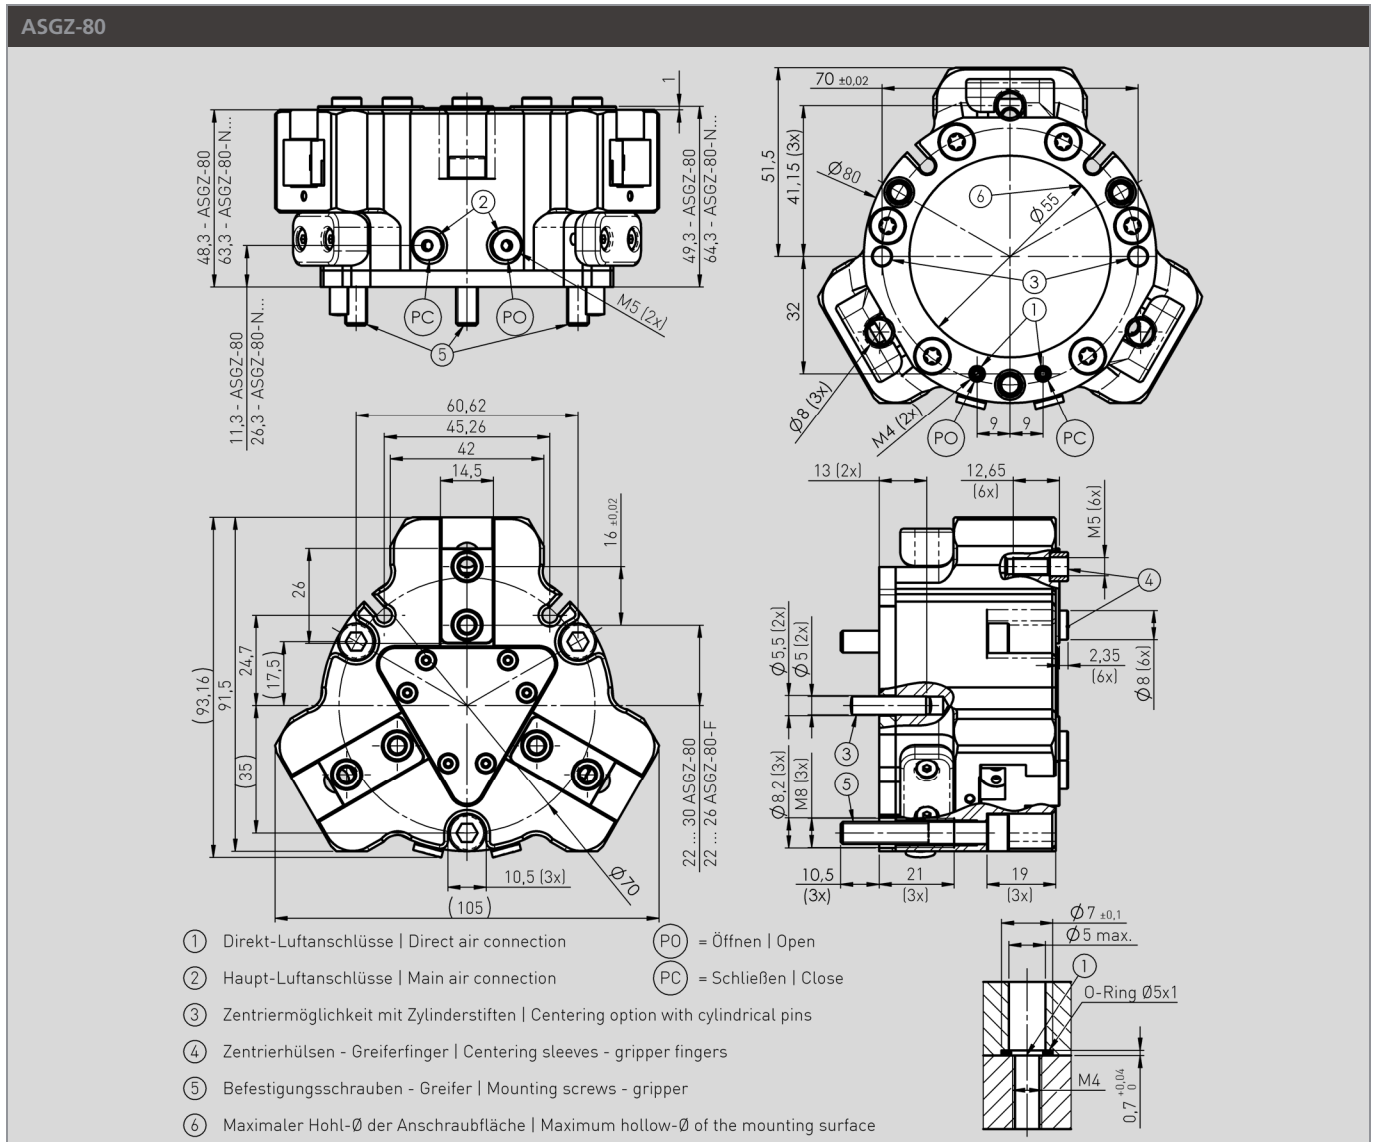 ASGZ-80
1
48,3 - ASGZ-80
63,3 - ASGZ-80-N...
49,3 - ASGZ-80
64,3 - ASGZ-80-N...
2
PC
PO
M5 (2x)
5
11,3 - ASGZ-80
26,3 - ASGZ-80-N...
70 ±0,02
51,5
41,15 (3x)
Ø80
6
Ø55
3
1
32
Ø8 (3x)
M4 (2x)
9
9
PO
PC
60,62
45,26
42
14,5
16 ±0,02
26
24,7
(17,5)
(93,16)
91,5
(35)
22 ... 30 ASGZ-80
22 ... 26 ASGZ-80-F
10,5 (3x)
Ø70
(105)
13 (2x)
12,65
(6x)
M5 (6x)
4
Ø5,5 (2x)
Ø5 (2x)
2,35
(6x)
Ø8 (6x)
3
5
Ø8,2 (3x)
M8 (3x)
10,5
(3x)
21
(3x)
19
(3x)
1 Direkt-Luftanschlüsse | Direct air connection
PO = Öffnen | Open
2 Haupt-Luftanschlüsse | Main air connection
PC = Schließen | Close
3 Zentriermöglichkeit mit Zylinderstiften | Centering option with cylindrical pins
4 Zentrierhülsen - Greiferfinger | Centering sleeves - gripper fingers
5 Befestigungsschrauben - Greifer | Mounting screws - gripper
6 Maximaler Hohl-Ø der Anschraubfläche | Maximum hollow-Ø of the mounting surface
Ø7 ±0,1
Ø5 max.
1
O-Ring Ø5x1
M4
0,7 +0,04 0